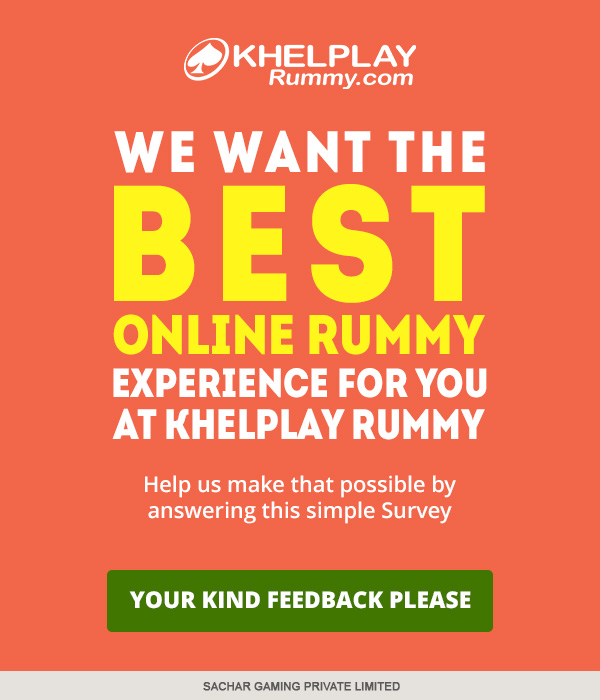 KHELPLAY
Rummy.com
WE WANT THE
BEST
ONLINE RUMMY
EXPERIENCE FOR YOU
AT KHELPLAY RUMMY
Help us make that possible by
answering this simple Survey
YOUR KIND FEEDBACK PLEASE
SACHAR GAMING PRIVATE LIMITED